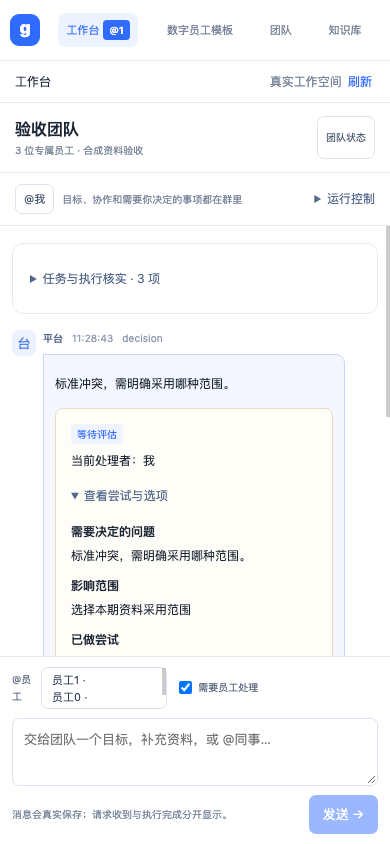 g
工作台 @1
数字员工模板
团队
知识库
工作台
真实工作空间 刷新
验收团队
3 位专属员工 · 合成资料验收
团队状态
@我
目标、协作和需要你决定的事项都在群里
▶ 运行控制
▶ 任务与执行核实 · 3 项
台
平台 11:28:43 decision
标准冲突，需明确采用哪种范围。
等待评估
当前处理者：我
▼ 查看尝试与选项
需要决定的问题
标准冲突，需明确采用哪种范围。
影响范围
选择本期资料采用范围
已做尝试
@员
工
员工1 ·
员工0 ·
需要员工处理
交给团队一个目标，补充资料，或 @同事...
消息会真实保存；请求收到与执行完成分开显示。
发送 →